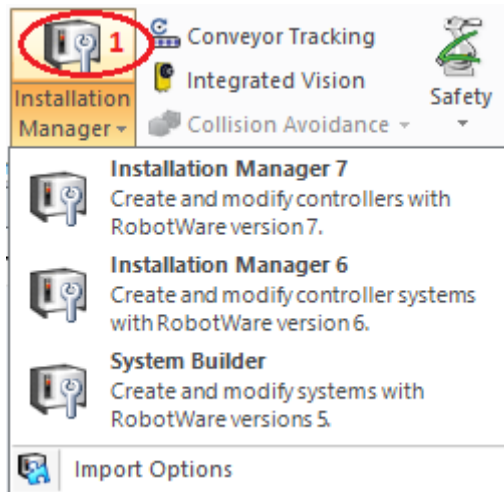 1
Installation
Manager
Conveyor Tracking
Integrated Vision
Collision Avoidance
Safety
Installation Manager 7
Create and modify controllers with
RobotWare version 7.
Installation Manager 6
Create and modify controller systems
with RobotWare version 6.
System Builder
Create and modify systems with
RobotWare versions 5.
Import Options